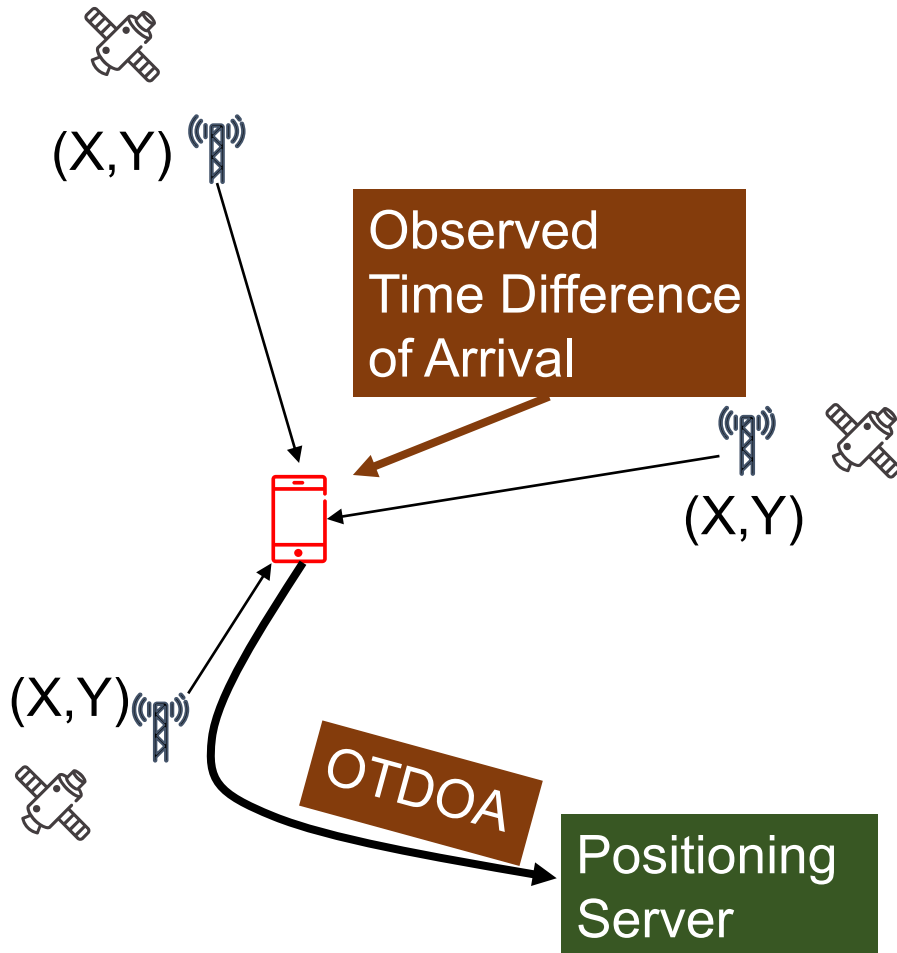 (X,Y)
Observed
Time Difference
of Arrival
(X,Y)
(X,Y)
OTDOA
Positioning
Server